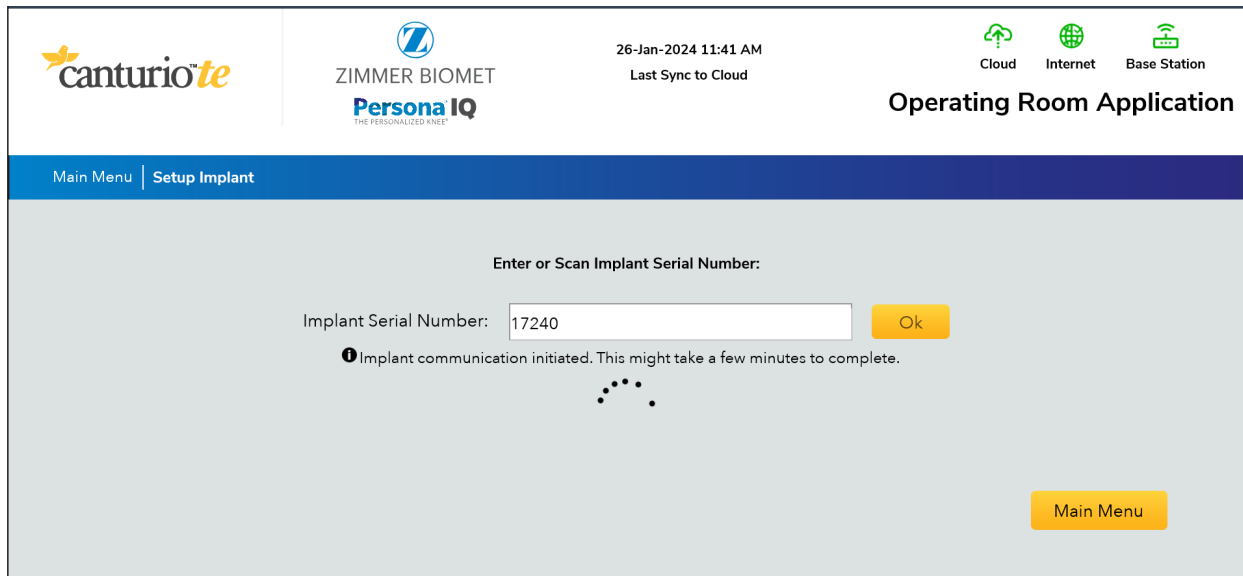 canturio™te
ZIMMER BIOMET
Persona IQ
THE PERSONALIZED KNEE®
26-Jan-2024 11:41 AM
Last Sync to Cloud
Cloud Internet Base Station
Operating Room Application
Main Menu | Setup Implant
Enter or Scan Implant Serial Number:
Implant Serial Number: 17240 Ok
Implant communication initiated. This might take a few minutes to complete.
Main Menu